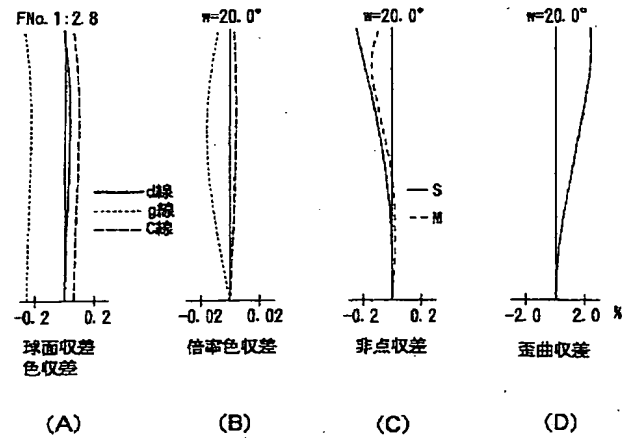 FNo. 1:2.8
w=20.0°
w=20.0°
w=20.0°
d線
g線
C線
S
M
-0.2 0.2
-0.02 0.02
-0.2 0.2
-2.0 2.0 %
球面収差
色収差
倍率色収差
非点収差
歪曲収差
(A)
(B)
(C)
(D)